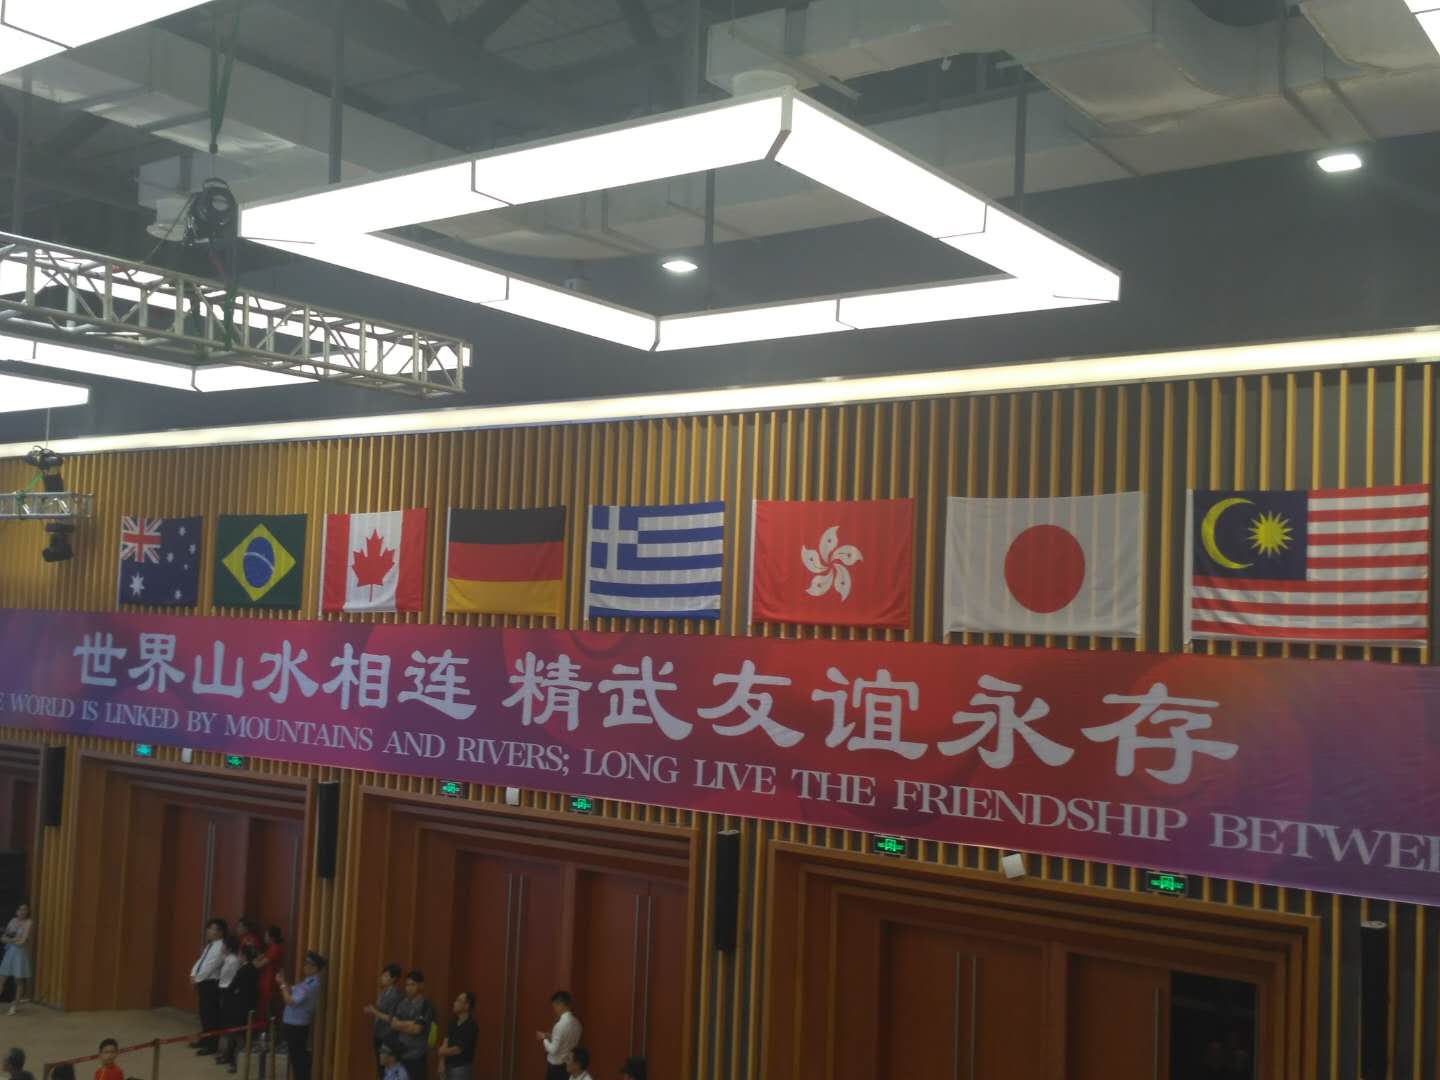 世界山水相连 精武友谊永存
WORLD IS LINKED BY MOUNTAINS AND RIVERS; LONG LIVE THE FRIENDSHIP